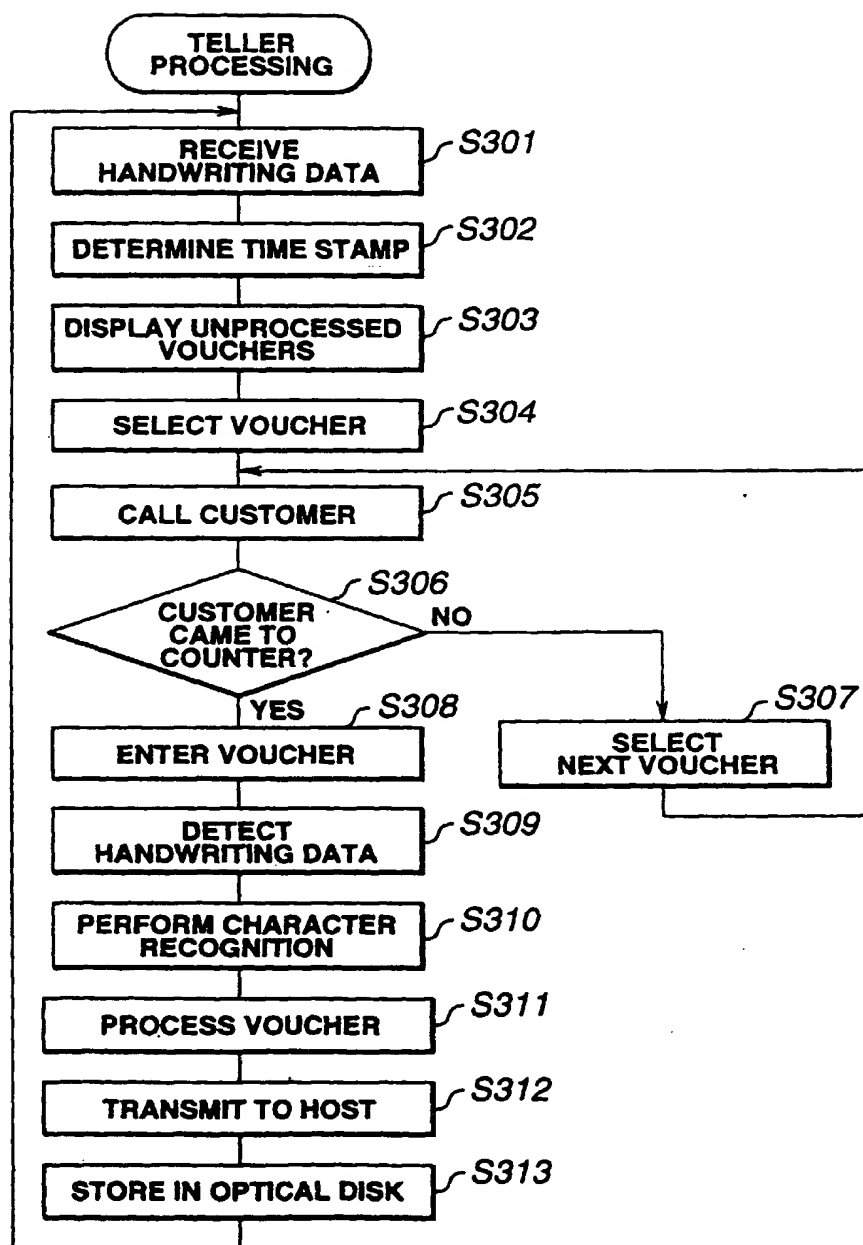 TELLER
PROCESSING
RECEIVE
HANDWRITING DATA
S301
DETERMINE TIME STAMP
S302
DISPLAY UNPROCESSED
VOUCHERS
S303
SELECT VOUCHER
S304
CALL CUSTOMER
S305
CUSTOMER
CAME TO
COUNTER?
S306
NO
YES
SELECT
NEXT VOUCHER
S307
ENTER VOUCHER
S308
DETECT
HANDWRITING DATA
S309
PERFORM CHARACTER
RECOGNITION
S310
PROCESS VOUCHER
S311
TRANSMIT TO HOST
S312
STORE IN OPTICAL DISK
S313